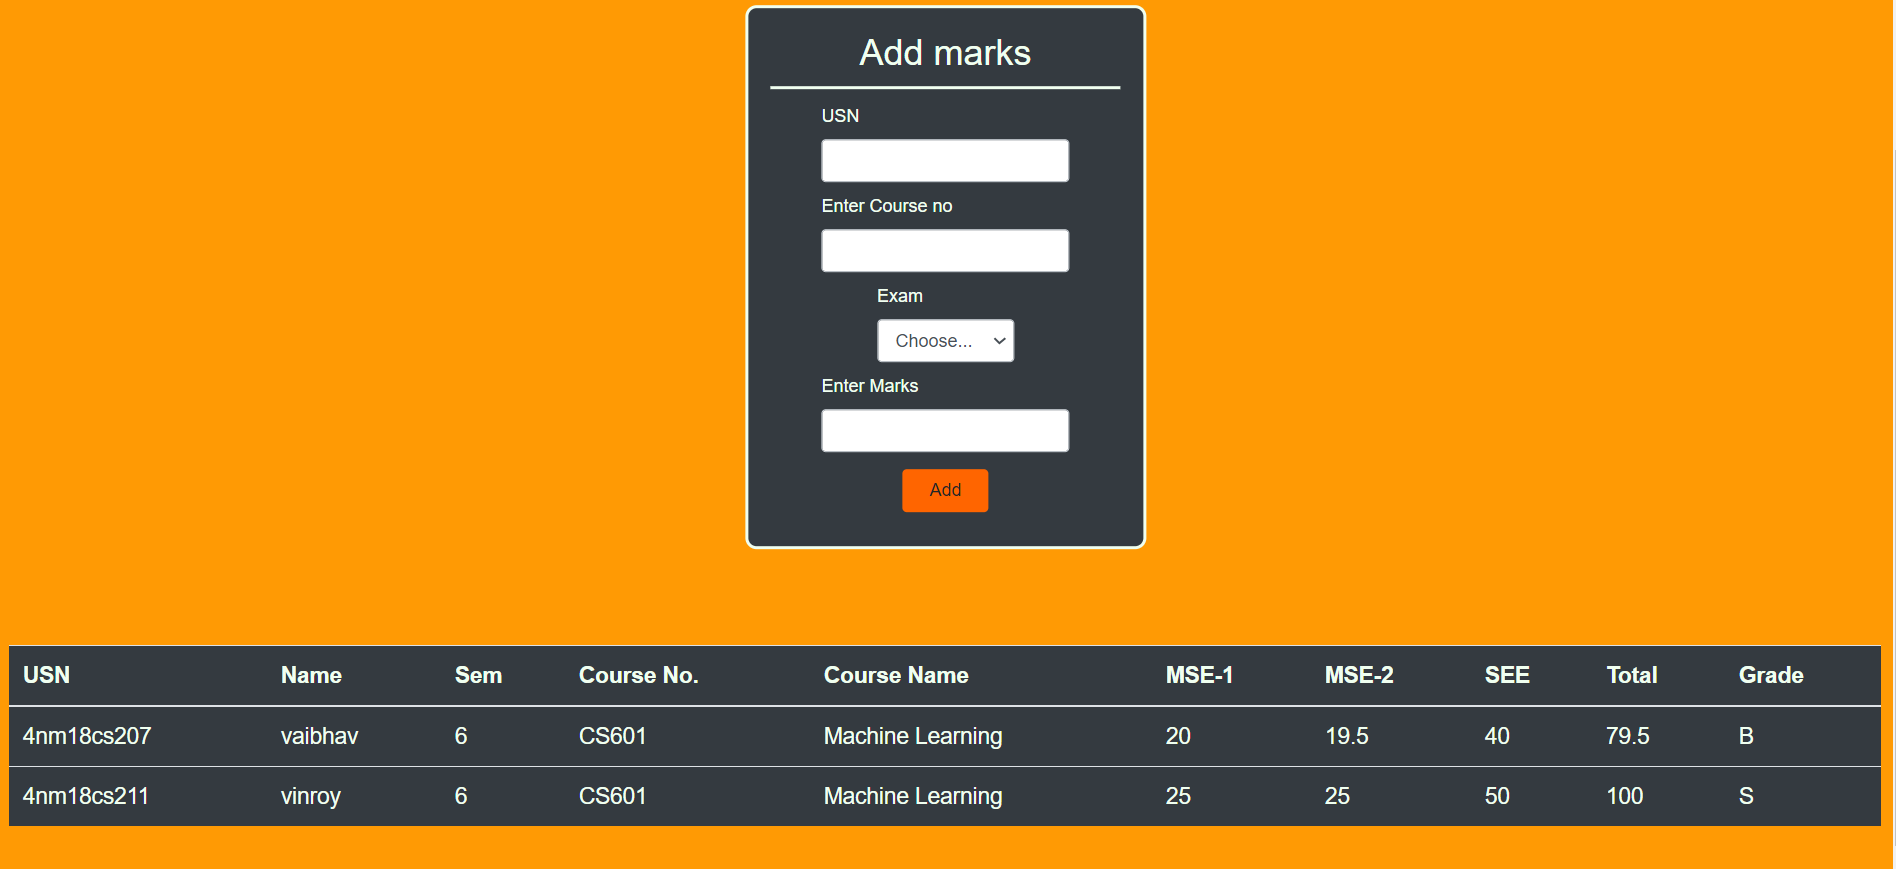 Add marks
USN
Enter Course no
Exam
Choose...
Enter Marks
Add
USN Name Sem Course No. Course Name MSE-1 MSE-2 SEE Total Grade
4nm18cs207 vaibhav 6 CS601 Machine Learning 20 19.5 40 79.5 B
4nm18cs211 vinroy 6 CS601 Machine Learning 25 25 50 100 S